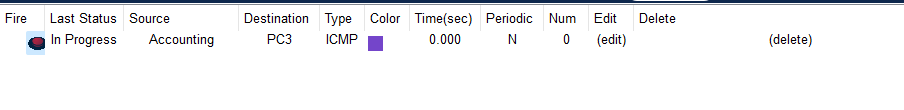 Fire Last Status Source Destination Type Color Time(sec) Periodic Num Edit Delete
In Progress Accounting PC3 ICMP 0.000 N 0 (edit) (delete)